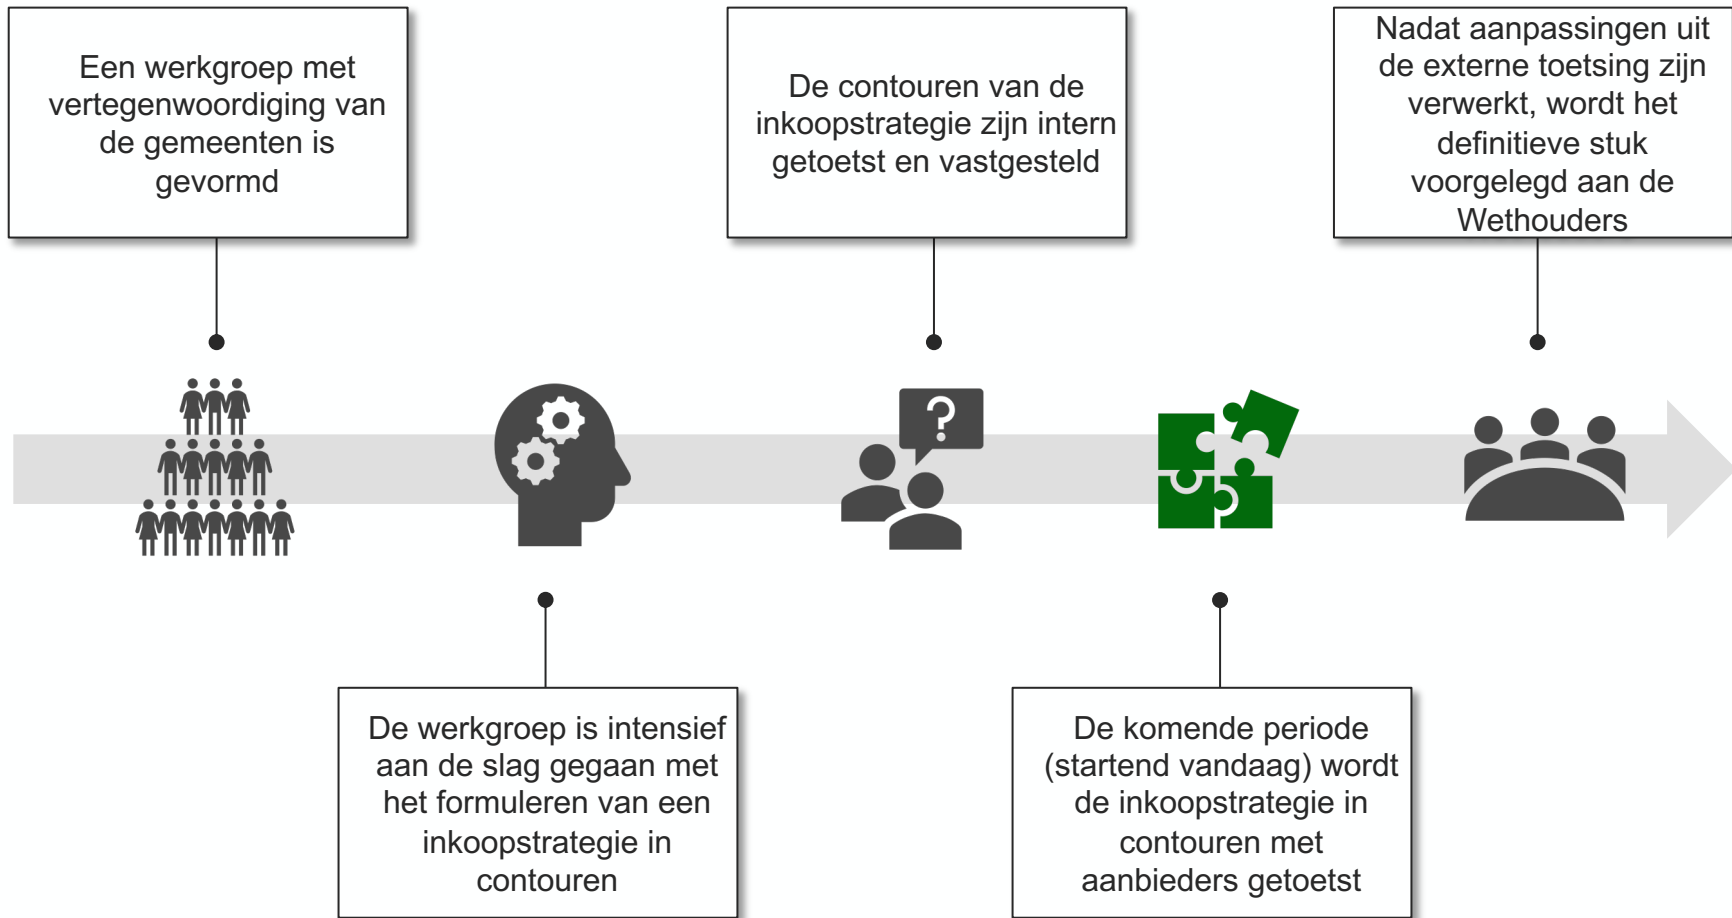 Een werkgroep met
vertegenwoordiging van
de gemeenten is
gevormd
De werkgroep is intensief
aan de slag gegaan met
het formuleren van een
inkoopstrategie in
contouren
De contouren van de
inkoopstrategie zijn intern
getoetst en vastgesteld
?
De komende periode
(startend vandaag) wordt
de inkoopstrategie in
contouren met
aanbieders getoetst
Nadat aanpassingen uit
de externe toetsing zijn
verwerkt, wordt het
definitieve stuk
voorgelegd aan de
Wethouders